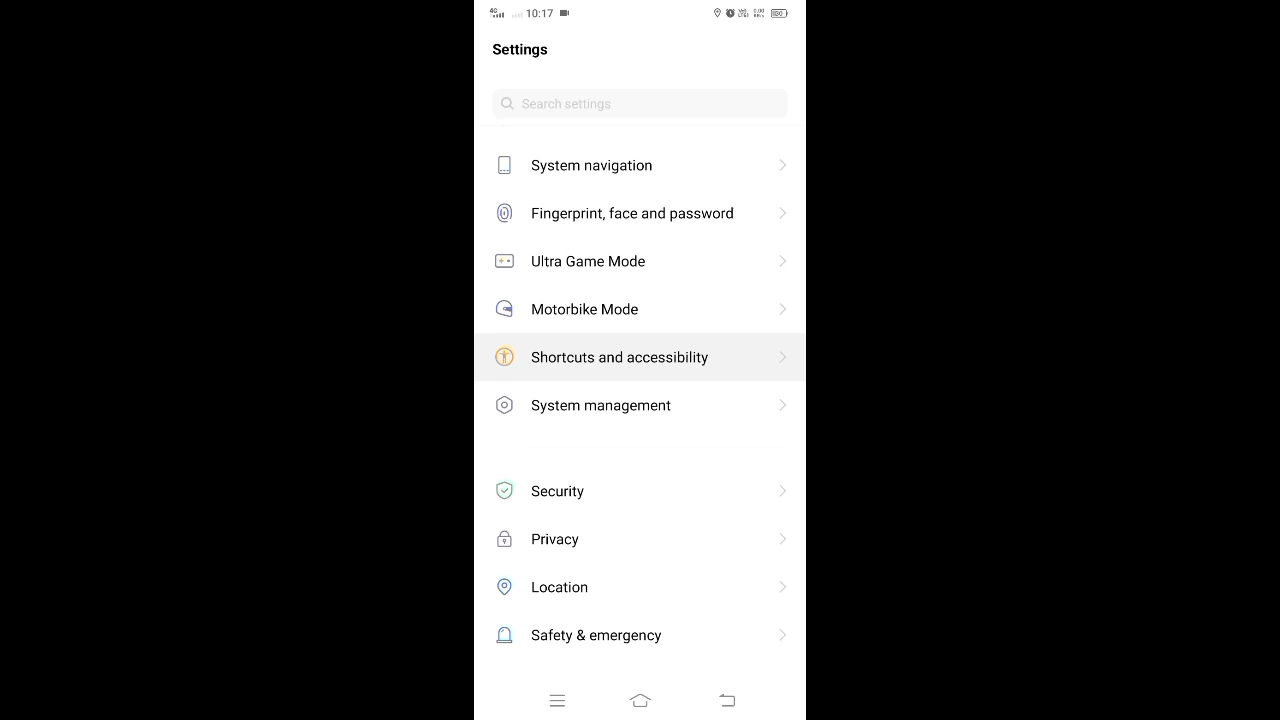 4G 10:17
Settings
Search settings
System navigation
Fingerprint, face and password
Ultra Game Mode
Motorbike Mode
Shortcuts and accessibility
System management
Security
Privacy
Location
Safety & emergency